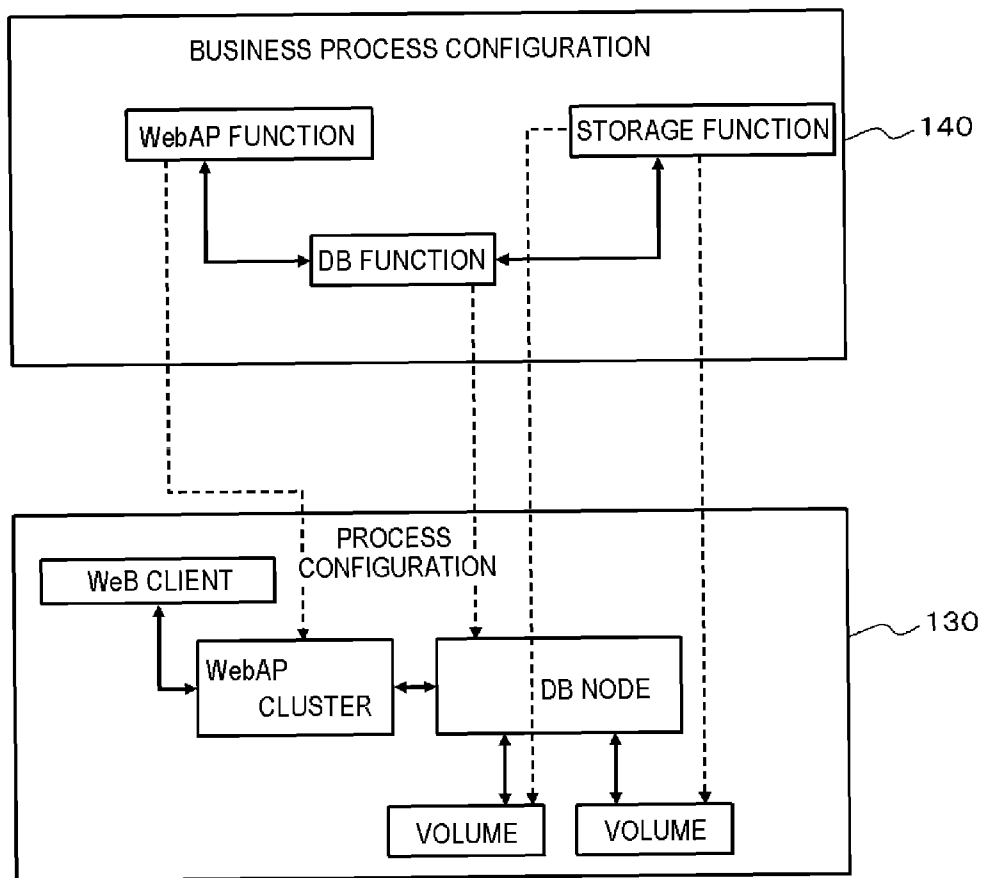 BUSINESS PROCESS CONFIGURATION
WebAP FUNCTION
STORAGE FUNCTION
140
DB FUNCTION
PROCESS
CONFIGURATION
WeB CLIENT
130
WebAP
CLUSTER
DB NODE
VOLUME
VOLUME